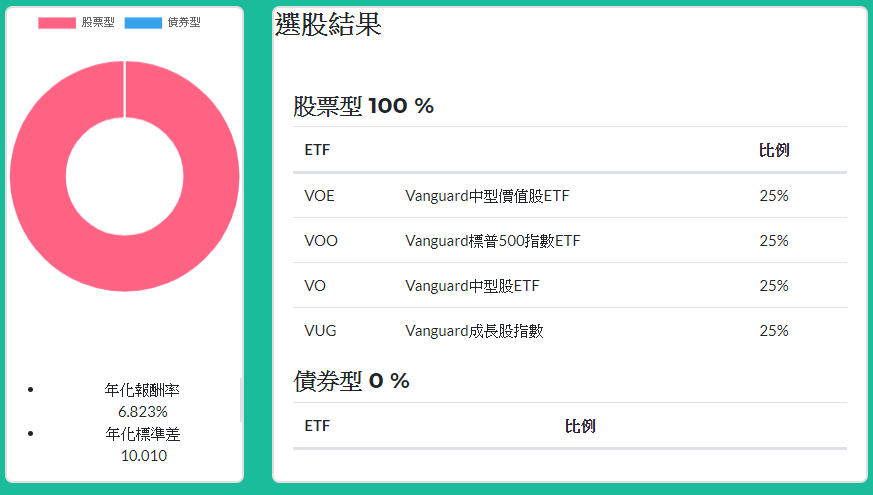 股票型 債券型
年化報酬率
6.823%
年化標準差
10.010
選股結果
股票型 100 %
ETF 比例
VOE Vanguard中型價值股ETF 25%
VOO Vanguard標普500指數ETF 25%
VO Vanguard中型股ETF 25%
VUG Vanguard成長股指數 25%
債券型 0 %
ETF 比例